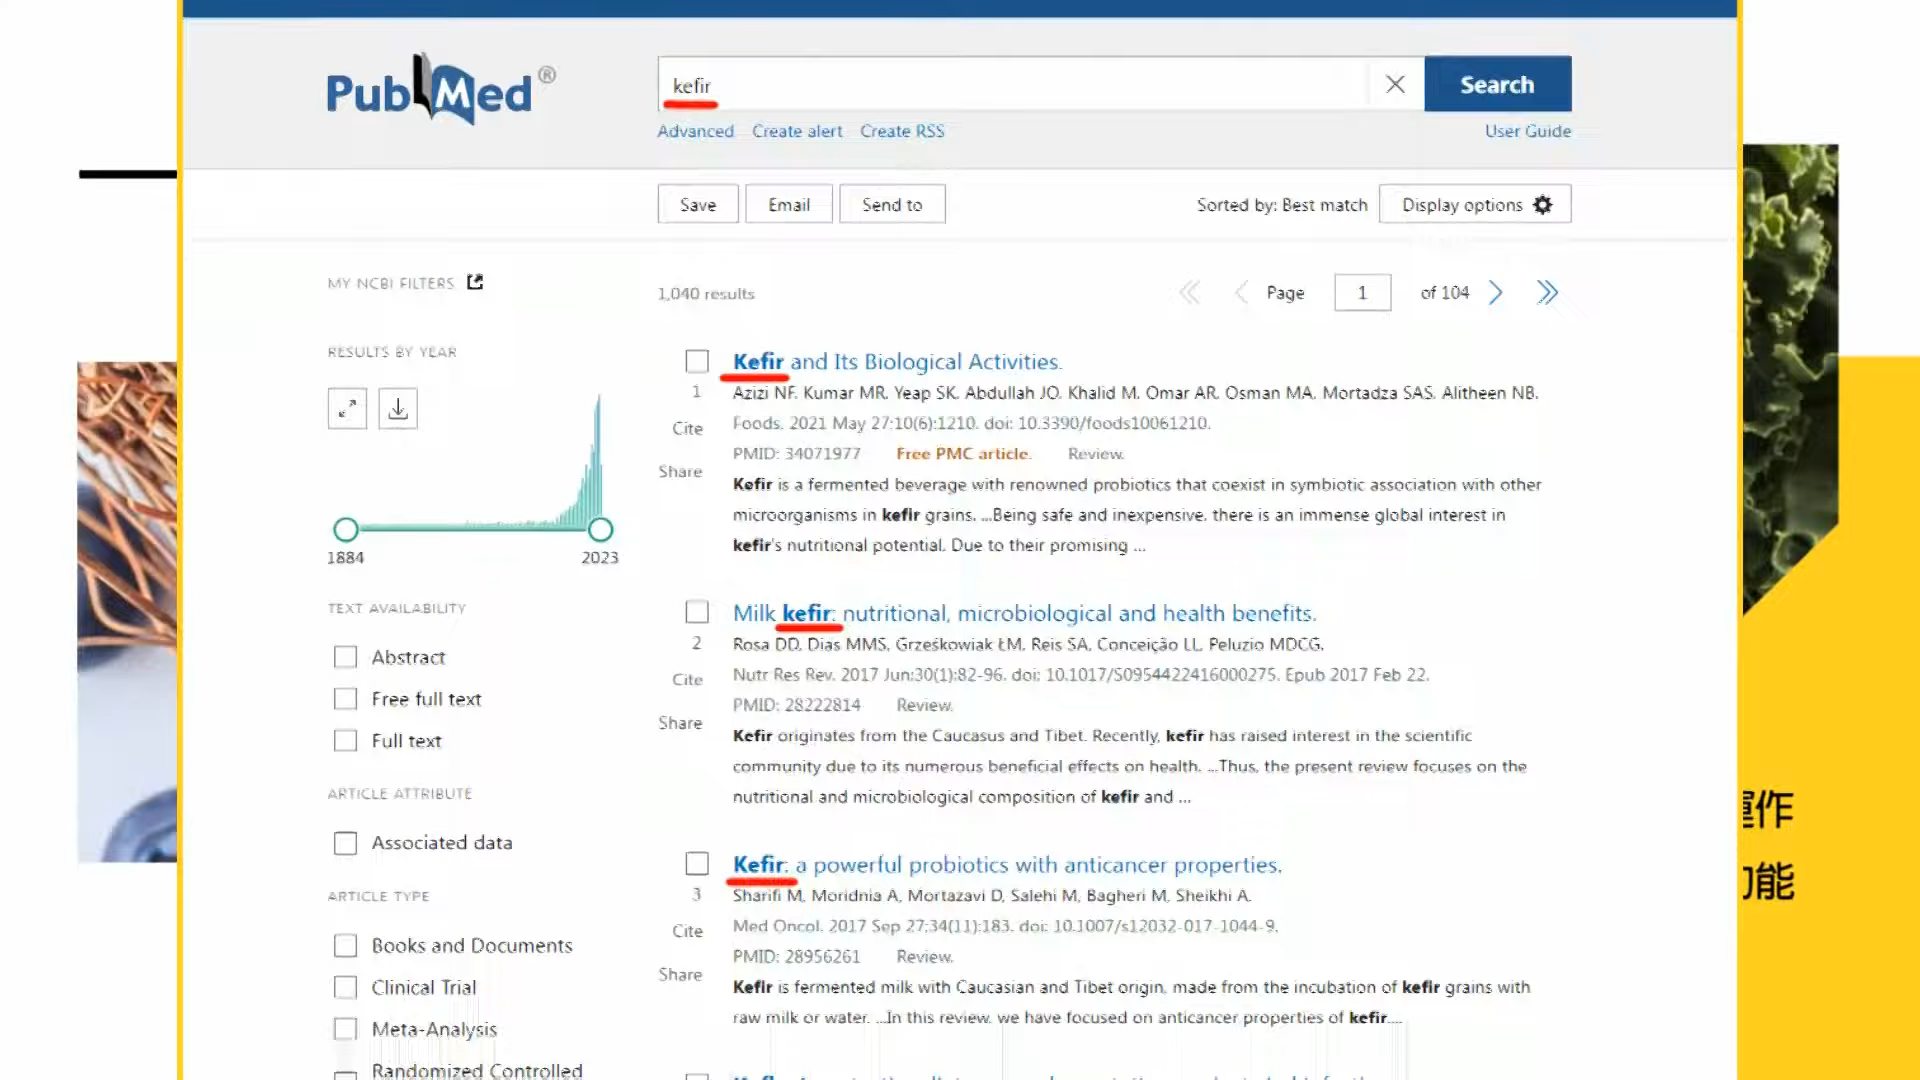 PubMed®
kefir
Search
Advanced Create alert Create RSS
User Guide
Save Email Send to
Sorted by: Best match
Display options
MY NCBI FILTERS
1,040 results
Page 1 of 104
RESULTS BY YEAR
1884 2023
TEXT AVAILABILITY
Abstract
Free full text
Full text
ARTICLE ATTRIBUTE
Associated data
ARTICLE TYPE
Books and Documents
Clinical Trial
Meta-Analysis
Randomized Controlled
Kefir and Its Biological Activities.
1
Cite
Share
Azizi NF, Kumar MR, Yeap SK, Abdullah JO, Khalid M, Omar AR, Osman MA, Mortadza SAS, Alitheen NB.
Foods. 2021 May 27;10(6):1210. doi: 10.3390/foods10061210.
PMID: 34071977 Free PMC article. Review.
Kefir is a fermented beverage with renowned probiotics that coexist in symbiotic association with other
microorganisms in kefir grains. ...Being safe and inexpensive, there is an immense global interest in
kefir's nutritional potential. Due to their promising ...
Milk kefir: nutritional, microbiological and health benefits.
2
Cite
Share
Rosa DD, Dias MMS, Grześkowiak ŁM, Reis SA, Conceição LL, Peluzio MDCG.
Nutr Res Rev. 2017 Jun;30(1):82-96. doi: 10.1017/S0954422416000275. Epub 2017 Feb 22.
PMID: 28222814 Review.
Kefir originates from the Caucasus and Tibet. Recently, kefir has raised interest in the scientific
community due to its numerous beneficial effects on health. ...Thus, the present review focuses on the
nutritional and microbiological composition of kefir and ...
Kefir: a powerful probiotics with anticancer properties.
3
Cite
Share
Sharifi M, Moridnia A, Mortazavi D, Salehi M, Bagheri M, Sheikhi A.
Med Oncol. 2017 Sep 27;34(11):183. doi: 10.1007/s12032-017-1044-9.
PMID: 28956261 Review.
Kefir is fermented milk with Caucasian and Tibet origin, made from the incubation of kefir grains with
raw milk or water. ...In this review, we have focused on anticancer properties of kefir....
作
能